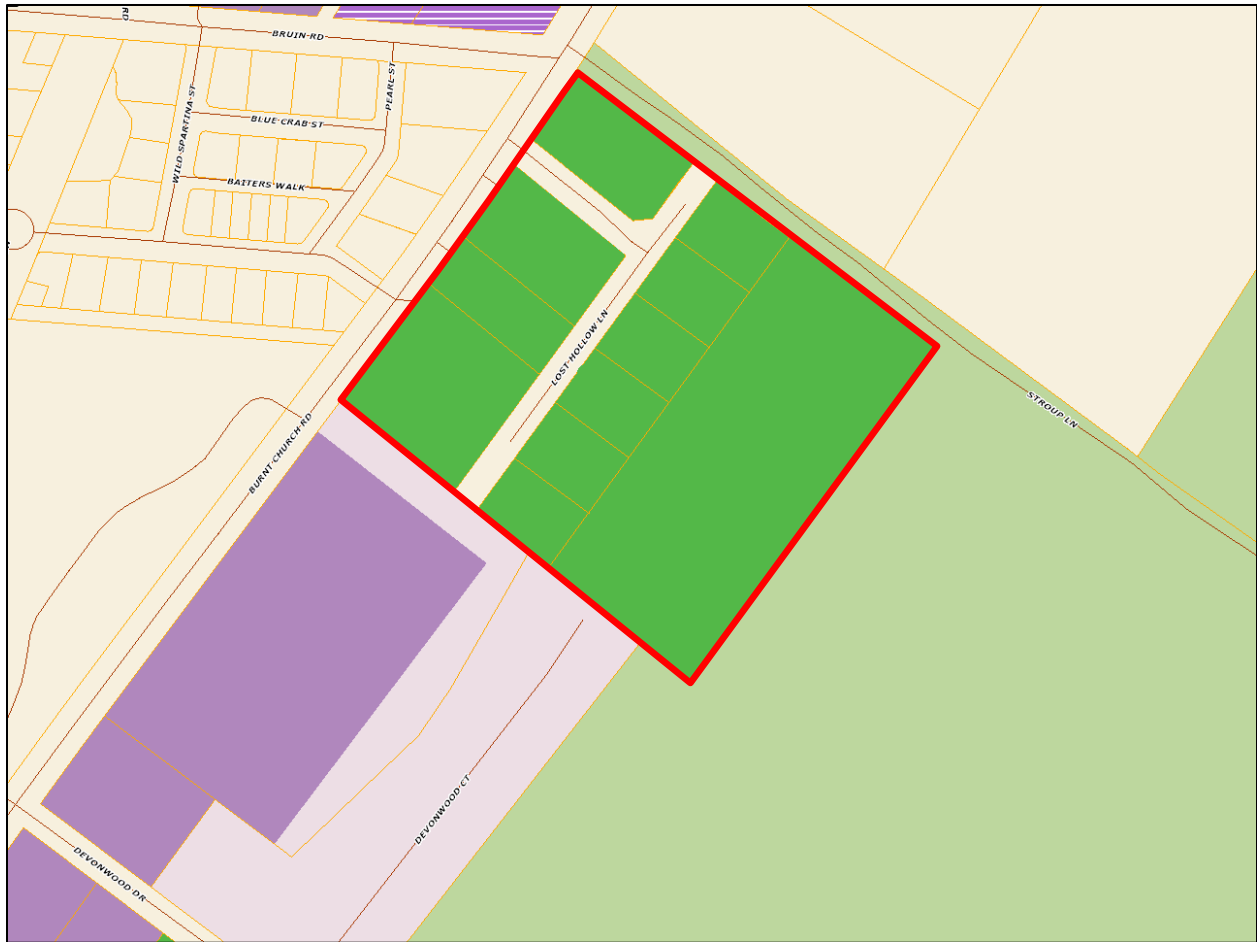 RD
BRUIN RD
PEARL ST
WILD SPARTINA ST
BLUE CRAB ST
BAITERS WALK
LOST HOLLOW LN
STROUP LN
BURNT CHURCH RD
DEVONWOOD CT
DEVONWOOD DR